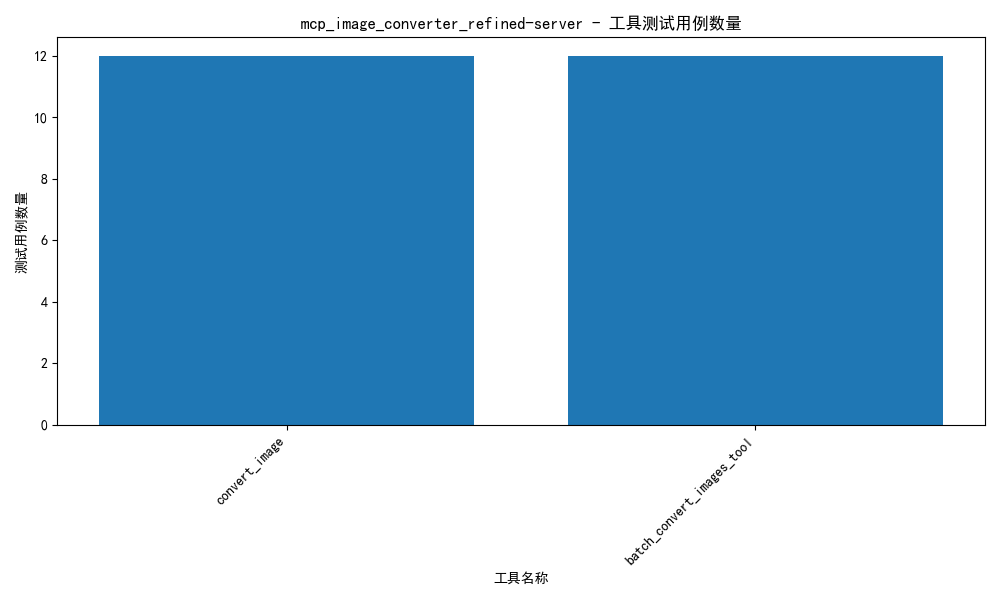 mcp_image_converter_refined-server - 工具测试用例数量
测试用例数量
12
10
8
6
4
2
0
convert_image
batch_convert_images_tool
工具名称